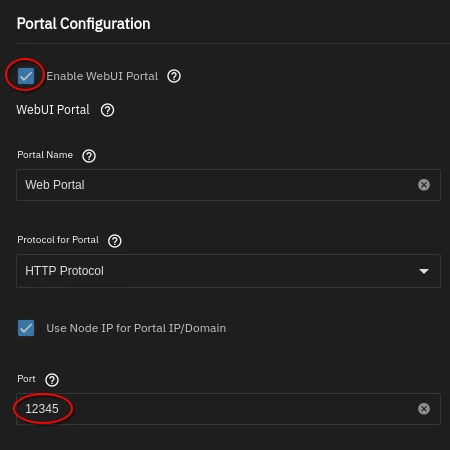 Portal Configuration
Enable WebUI Portal
WebUI Portal
Portal Name
Web Portal
Protocol for Portal
HTTP Protocol
Use Node IP for Portal IP/Domain
Port
12345